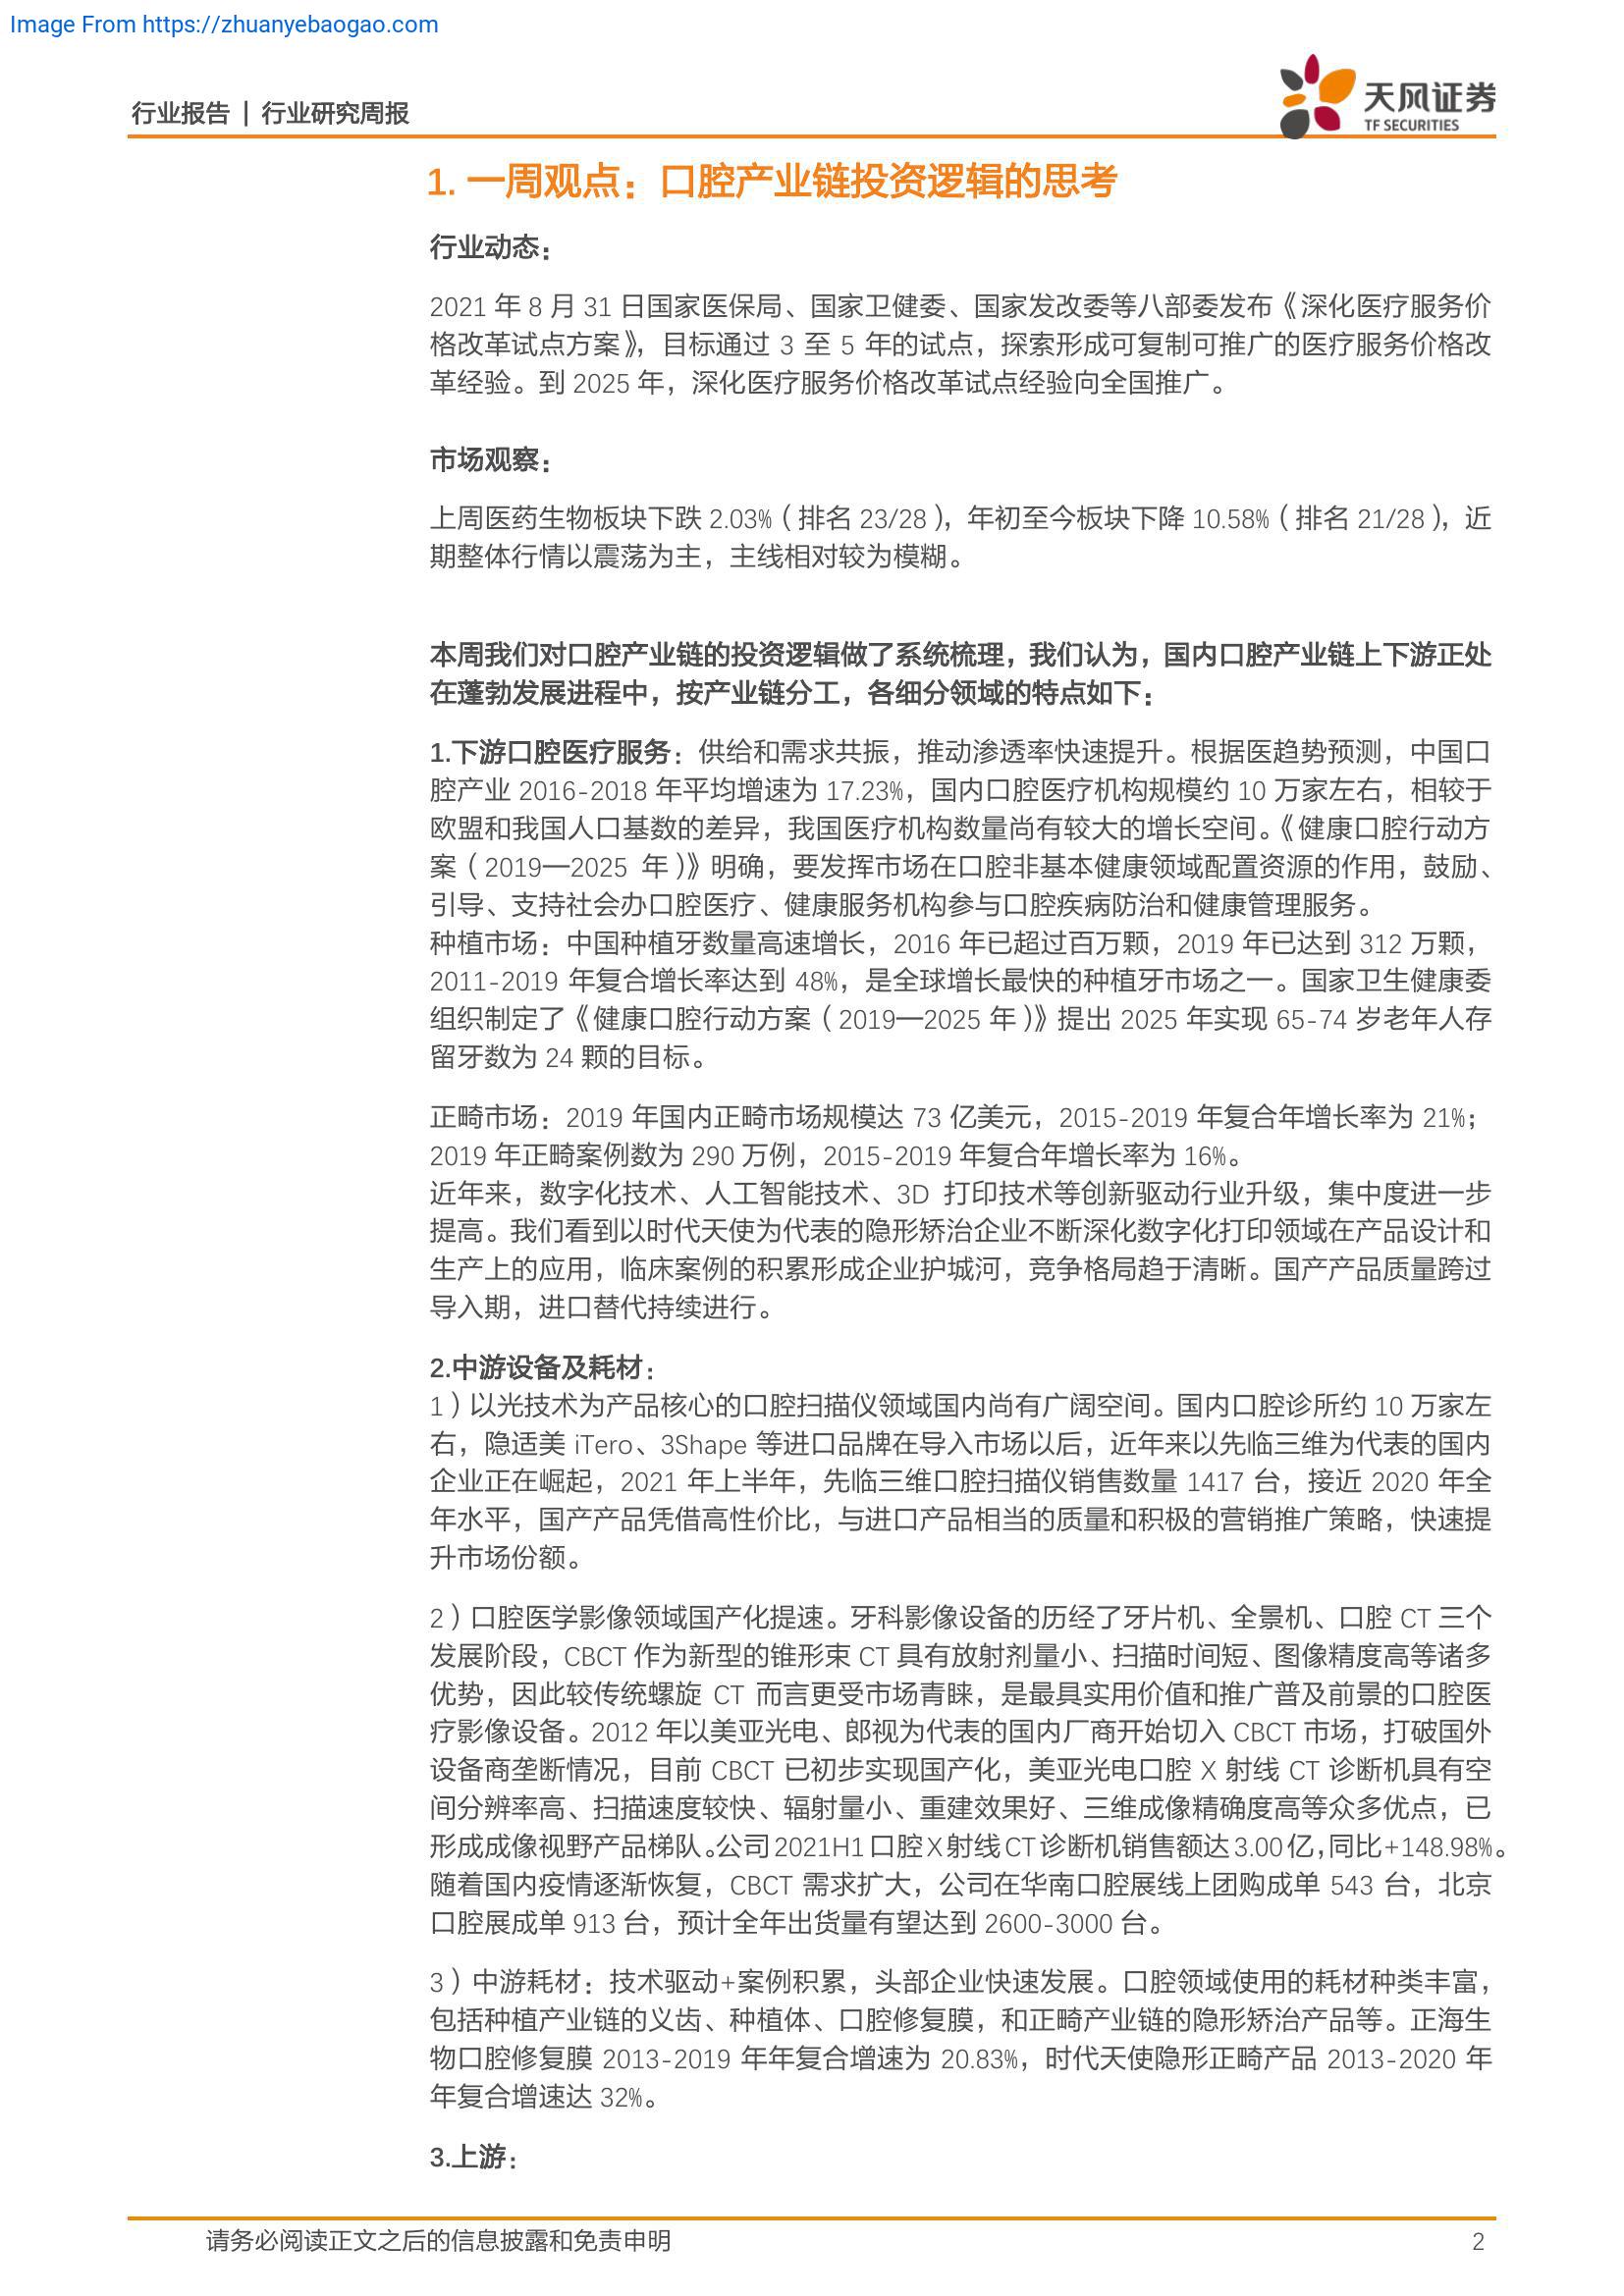 Image From https://zhuanyebaogao.com
行业报告 | 行业研究周报
天风证券
TF SECURITIES
1. 一周观点：口腔产业链投资逻辑的思考
行业动态：
2021 年 8 月 31 日国家医保局、国家卫健委、国家发改委等八部委发布《深化医疗服务价
格改革试点方案》，目标通过 3 至 5 年的试点，探索形成可复制可推广的医疗服务价格改
革经验。到 2025 年，深化医疗服务价格改革试点经验向全国推广。
市场观察：
上周医药生物板块下跌 2.03%（排名 23/28），年初至今板块下降 10.58%（排名 21/28），近
期整体行情以震荡为主，主线相对较为模糊。
本周我们对口腔产业链的投资逻辑做了系统梳理，我们认为，国内口腔产业链上下游正处
在蓬勃发展进程中，按产业链分工，各细分领域的特点如下：
1.下游口腔医疗服务：供给和需求共振，推动渗透率快速提升。根据医趋势预测，中国口
腔产业 2016-2018 年平均增速为 17.23%，国内口腔医疗机构规模约 10 万家左右，相较于
欧盟和我国人口基数的差异，我国医疗机构数量尚有较大的增长空间。《健康口腔行动方
案（2019—2025 年）》明确，要发挥市场在口腔非基本健康领域配置资源的作用，鼓励、
引导、支持社会办口腔医疗、健康服务机构参与口腔疾病防治和健康管理服务。
种植市场：中国种植牙数量高速增长，2016 年已超过百万颗，2019 年已达到 312 万颗，
2011-2019 年复合增长率达到 48%，是全球增长最快的种植牙市场之一。国家卫生健康委
组织制定了《健康口腔行动方案（2019—2025 年）》提出 2025 年实现 65-74 岁老年人存
留牙数为 24 颗的目标。
正畸市场：2019 年国内正畸市场规模达 73 亿美元，2015-2019 年复合年增长率为 21%；
2019 年正畸案例数为 290 万例，2015-2019 年复合年增长率为 16%。
近年来，数字化技术、人工智能技术、3D 打印技术等创新驱动行业升级，集中度进一步
提高。我们看到以时代天使为代表的隐形矫治企业不断深化数字化打印领域在产品设计和
生产上的应用，临床案例的积累形成企业护城河，竞争格局趋于清晰。国产产品质量跨过
导入期，进口替代持续进行。
2.中游设备及耗材：
1）以光技术为产品核心的口腔扫描仪领域国内尚有广阔空间。国内口腔诊所约 10 万家左
右，隐适美 iTero、3Shape 等进口品牌在导入市场以后，近年来以先临三维为代表的国内
企业正在崛起，2021 年上半年，先临三维口腔扫描仪销售数量 1417 台，接近 2020 年全
年水平，国产产品凭借高性价比，与进口产品相当的质量和积极的营销推广策略，快速提
升市场份额。
2）口腔医学影像领域国产化提速。牙科影像设备的历经了牙片机、全景机、口腔 CT 三个
发展阶段，CBCT 作为新型的锥形束 CT 具有放射剂量小、扫描时间短、图像精度高等诸多
优势，因此较传统螺旋 CT 而言更受市场青睐，是最具实用价值和推广普及前景的口腔医
疗影像设备。2012 年以美亚光电、郎视为代表的国内厂商开始切入 CBCT 市场，打破国外
设备商垄断情况，目前 CBCT 已初步实现国产化，美亚光电口腔 X 射线 CT 诊断机具有空
间分辨率高、扫描速度较快、辐射量小、重建效果好、三维成像精确度高等众多优点，已
形成成像视野产品梯队。公司 2021H1 口腔 X 射线 CT 诊断机销售额达 3.00 亿，同比+148.98%。
随着国内疫情逐渐恢复，CBCT 需求扩大，公司在华南口腔展线上团购成单 543 台，北京
口腔展成单 913 台，预计全年出货量有望达到 2600-3000 台。
3）中游耗材：技术驱动+案例积累，头部企业快速发展。口腔领域使用的耗材种类丰富，
包括种植产业链的义齿、种植体、口腔修复膜，和正畸产业链的隐形矫治产品等。正海生
物口腔修复膜 2013-2019 年年复合增速为 20.83%，时代天使隐形正畸产品 2013-2020 年
年复合增速达 32%。
3.上游：
请务必阅读正文之后的信息披露和免责申明
2